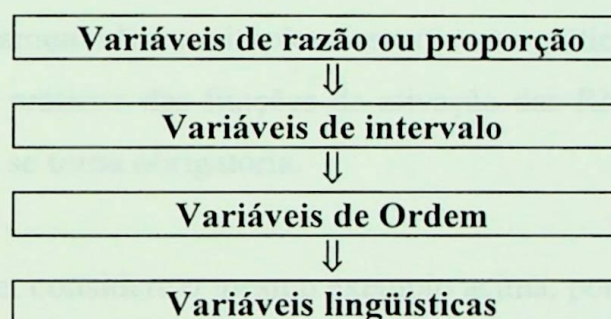 Variáveis de razão ou proporção
⇓
Variáveis de intervalo
⇓
Variáveis de Ordem
⇓
Variáveis lingüísticas